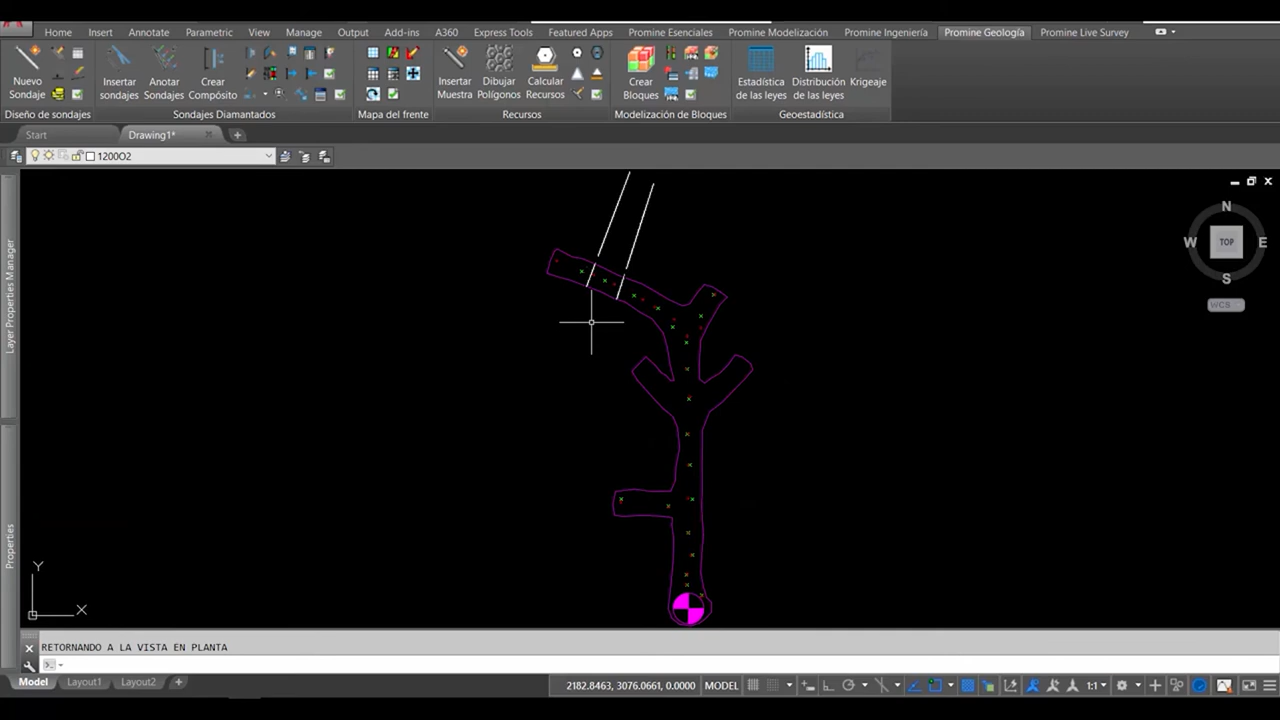 Home Insert Annotate Parametric View Manage Output Add-ins A360 Express Tools Featured Apps Promine Esenciales Promine Modelización Promine Ingeniería Promine Geología Promine Live Survey
Nuevo Sondaje
Insertar sondajes
Anotar Sondajes
Crear Compósito
Insertar Muestra
Dibujar Polígonos
Calcular Recursos
Crear Bloques
Estadística de las leyes
Distribución de las leyes
Krigeaje
Diseño de sondajes Sondajes Diamantados Mapa del frente Recursos Modelización de Bloques Geoestadística
Start Drawing1*
1200O2
N
W TOP E
S
WCS
Layer Properties Manager
Properties
Y
X
RETORNANDO A LA VISTA EN PLANTA
Model Layout1 Layout2 2182.8463, 3076.0661, 0.0000 MODEL 1:1